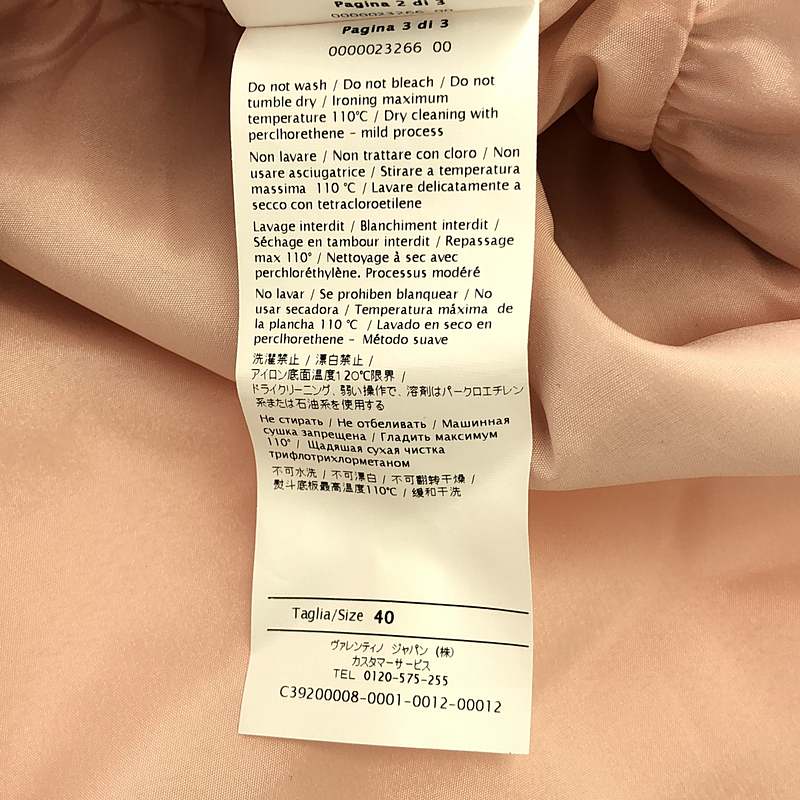 Pagina 2 di 3
0000023266 00
Pagina 3 di 3
0000023266 00
Do not wash / Do not bleach / Do not
tumble dry / Ironing maximum
temperature 110°C / Dry cleaning with
perclhorethene - mild process
Non lavare / Non trattare con cloro / Non
usare asciugatrice / Stirare a temperatura
massima 110 °C / Lavare delicatamente a
secco con tetracloroetilene
Lavage interdit / Blanchiment interdit /
Séchage en tambour interdit / Repassage
max 110° / Nettoyage à sec avec
perchloréthylène. Processus modéré
No lavar / Se prohiben blanquear / No
usar secadora / Temperatura máxima de
la plancha 110 °C / Lavado en seco en
perclhorethene - Método suave
洗濯禁止 / 漂白禁止 /
アイロン底面温度120℃限界 /
ドライクリーニング、弱い操作で、溶剤はパークロエチレン
系または石油系を使用する
Не стирать / Не отбеливать / Машинная
сушка запрещена / Гладить максимум
110° / Щадящая сухая чистка
трифлотрихлорметаном
不可水洗 / 不可漂白 / 不可翻转干燥 /
熨斗底板最高温度110℃ / 缓和干洗
Taglia/Size 40
ヴァレンティノ ジャパン (株)
カスタマーサービス
TEL 0120-575-255
C39200008-0001-0012-00012